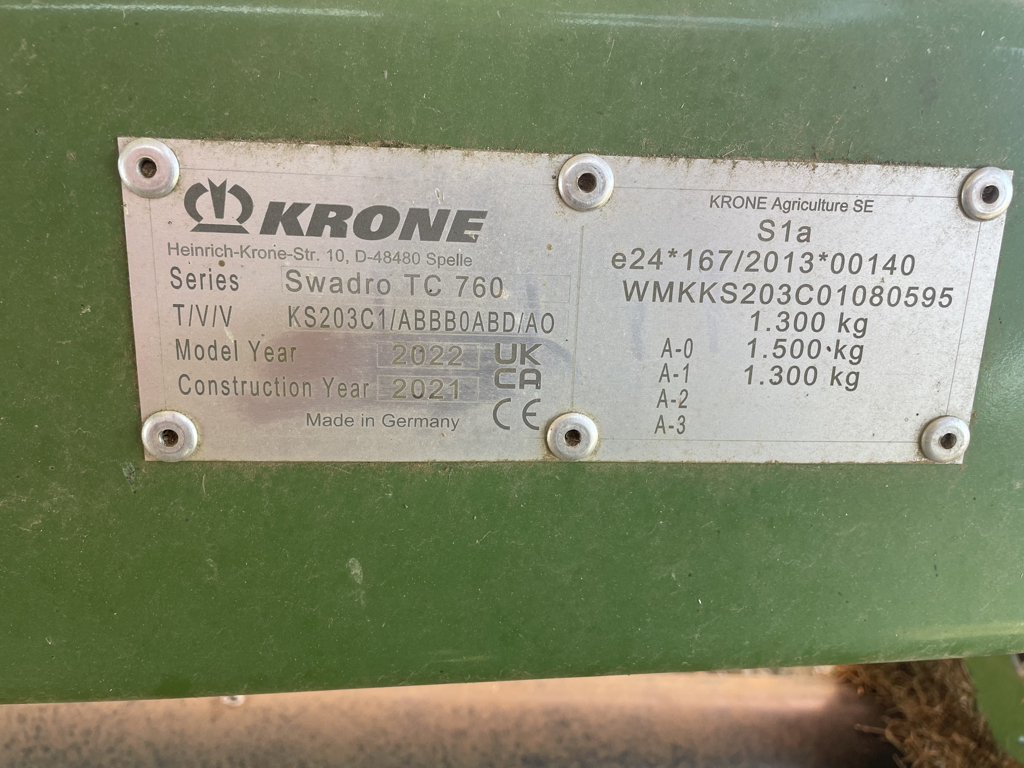 KRONE
Heinrich-Krone-Str. 10, D-48480 Spelle
Series Swadro TC 760
T/V/V KS203C1/ABBB0ABD/AO
Model Year 2022 UK
CA
Construction Year 2021
Made in Germany CE
KRONE Agriculture SE
S1a
e24*167/2013*00140
WMKKS203C01080595
1.300 kg
A-0 1.500 kg
A-1 1.300 kg
A-2
A-3